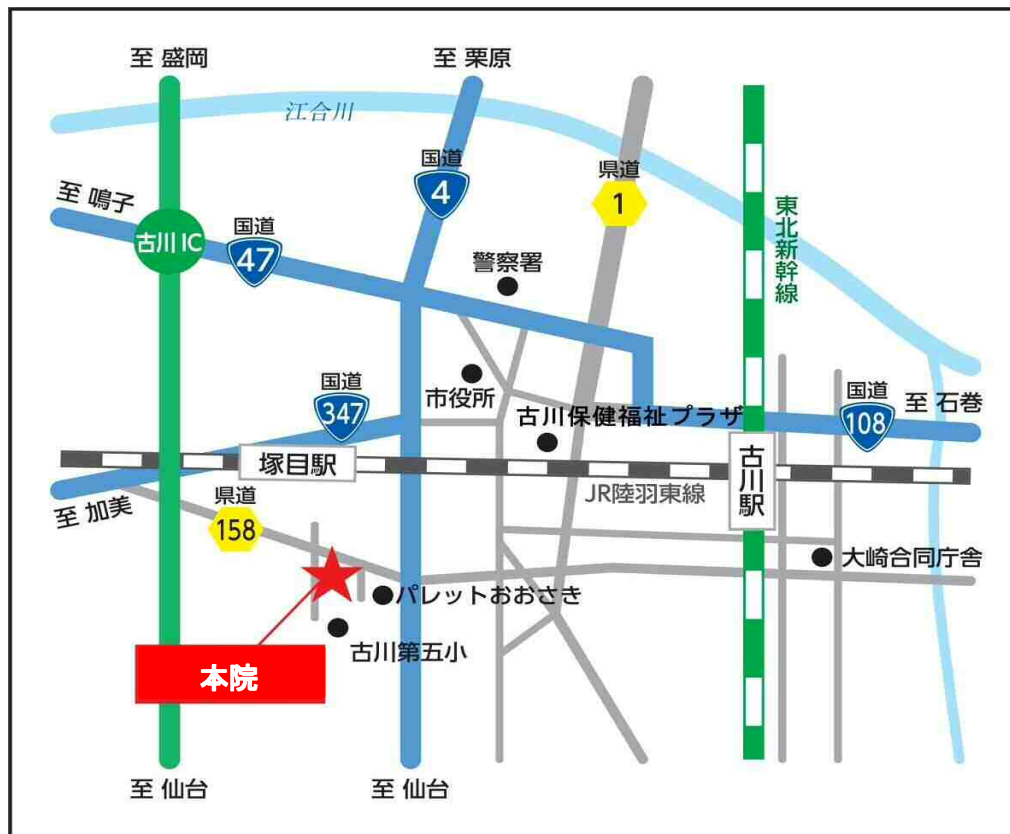 至 盛岡
至 栗原
江合川
国道
4
県道
1
至 鳴子
古川 IC
国道
47
東北新幹線
警察署
国道
347
市役所
古川保健福祉プラザ
国道
108
至 石巻
塚目駅
古川駅
JR陸羽東線
至 加美
県道
158
大崎合同庁舎
パレットおおさき
古川第五小
本院
至 仙台
至 仙台